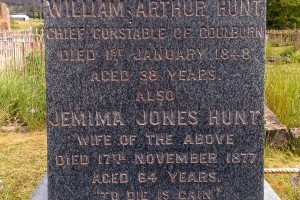 WILLIAM ARTHUR HUNT
CHIEF CONSTABLE OF GOULBURN
DIED 1ST JANUARY 1848
AGED 38 YEARS.
ALSO
JEMIMA JONES HUNT
WIFE OF THE ABOVE
DIED 17TH NOVEMBER 1877
AGED 64 YEARS.
"TO DIE IS GAIN."